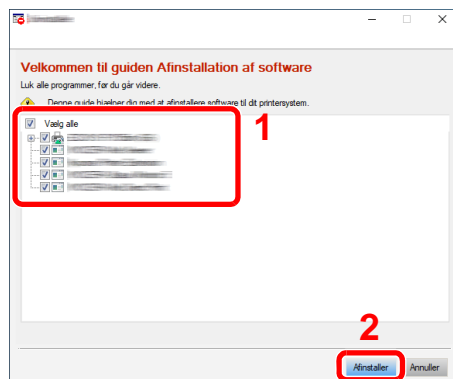 Velkommen til guiden Afinstallation af software
Luk alle programmer, før du går videre.
Denne guide hjælper dig med at afinstallere software til dit printersystem.
1
Vælg alle
2
Afinstaller
Annuller